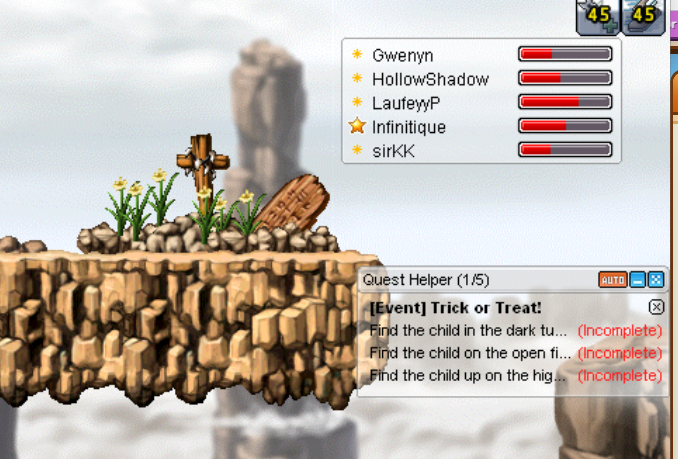 45 45
Gwenyn
HollowShadow
LaufeyyP
Infinitique
sirKK
Quest Helper (1/5)
AUTO
[Event] Trick or Treat!
Find the child in the dark tu... (Incomplete)
Find the child on the open fi... (Incomplete)
Find the child up on the hig... (Incomplete)